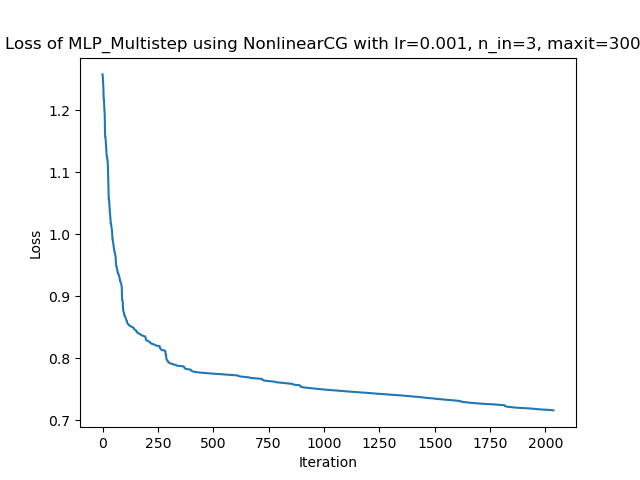 Loss of MLP_Multistep using NonlinearCG with lr=0.001, n_in=3, maxit=300
1.2
1.1
1.0
0.9
0.8
0.7
Loss
0 250 500 750 1000 1250 1500 1750 2000
Iteration